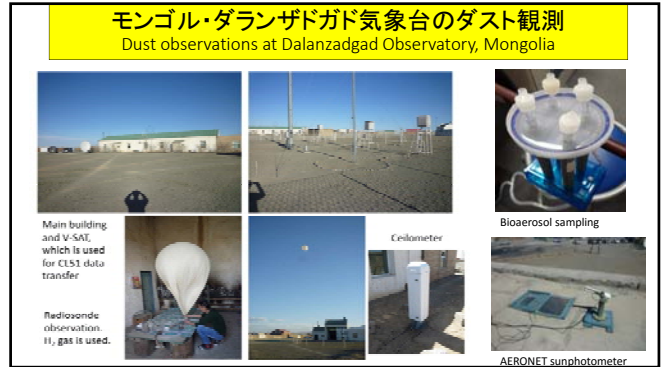 モンゴル・ダランザドガド気象台のダスト観測
Dust observations at Dalanzadgad Observatory, Mongolia
Main building
and V-SAT,
which is used
for CL51 data
transfer
Radiosonde
observation.
H₂ gas is used.
Ceilometer
Bioaerosol sampling
AERONET sunphotometer